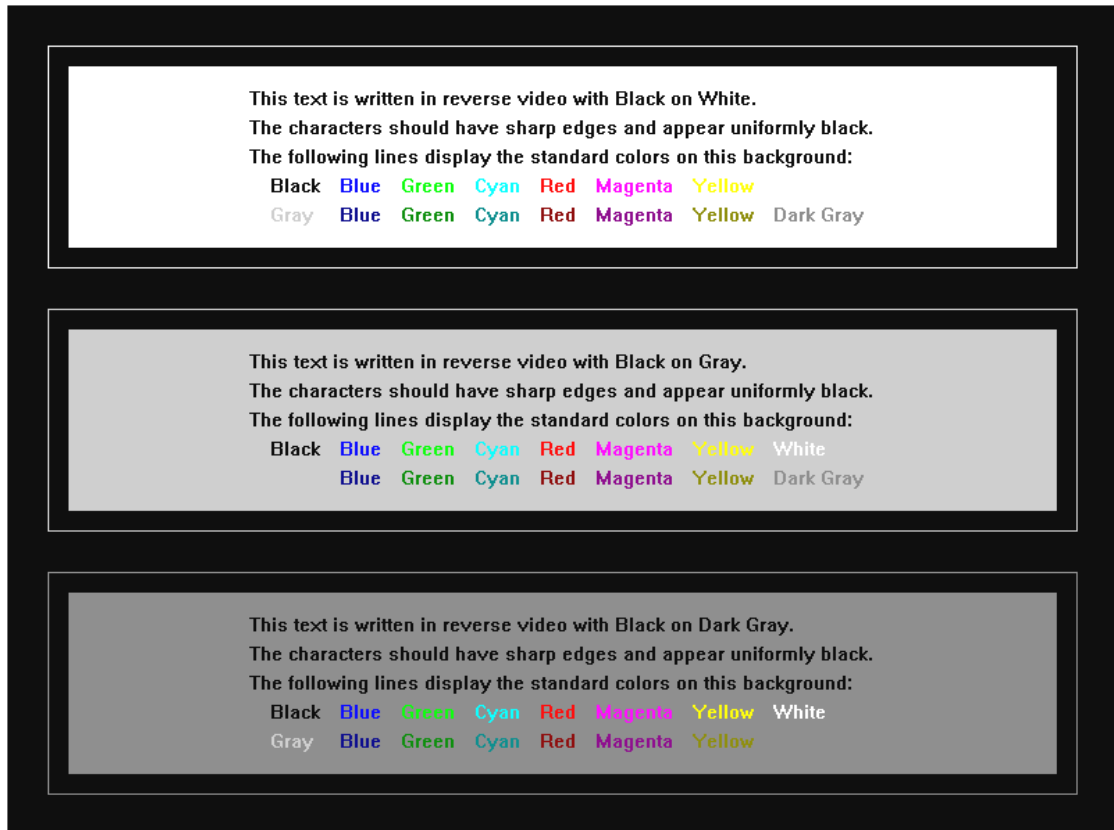 This text is written in reverse video with Black on White.
The characters should have sharp edges and appear uniformly black.
The following lines display the standard colors on this background:
Black Blue Green Cyan Red Magenta Yellow
Gray Blue Green Cyan Red Magenta Yellow Dark Gray
This text is written in reverse video with Black on Gray.
The characters should have sharp edges and appear uniformly black.
The following lines display the standard colors on this background:
Black Blue Green Cyan Red Magenta Yellow White
Blue Green Cyan Red Magenta Yellow Dark Gray
This text is written in reverse video with Black on Dark Gray.
The characters should have sharp edges and appear uniformly black.
The following lines display the standard colors on this background:
Black Blue Green Cyan Red Magenta Yellow White
Gray Blue Green Cyan Red Magenta Yellow